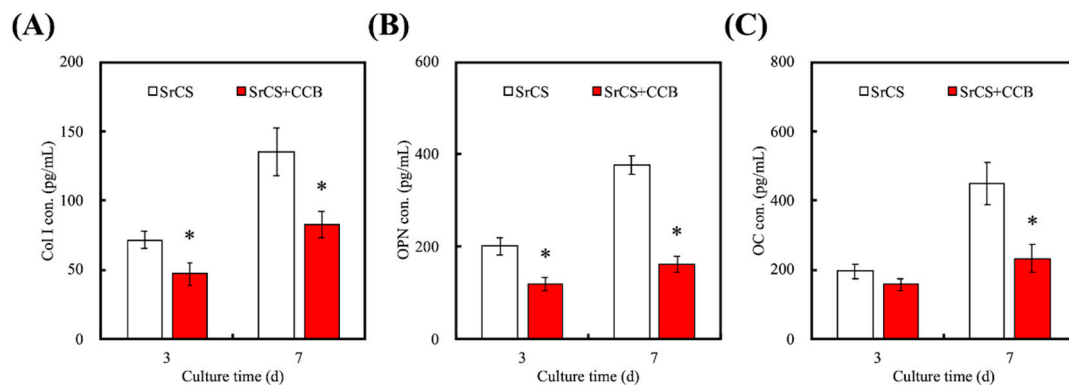 (A)
200
150
100
50
0
Col I con. (pg/mL)
SrCS SrCS+CCB
*
*
3 7
Culture time (d)
(B)
600
400
200
0
OPN con. (pg/mL)
SrCS SrCS+CCB
*
*
3 7
Culture time (d)
(C)
800
600
400
200
0
OC con. (pg/mL)
SrCS SrCS+CCB
*
3 7
Culture time (d)